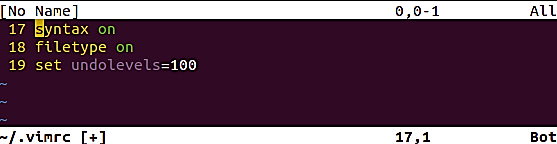 [No Name] 0,0-1 All
17 syntax on
18 filetype on
19 set undolevels=100
~
~
~
~/.vimrc [+] 17,1 Bot